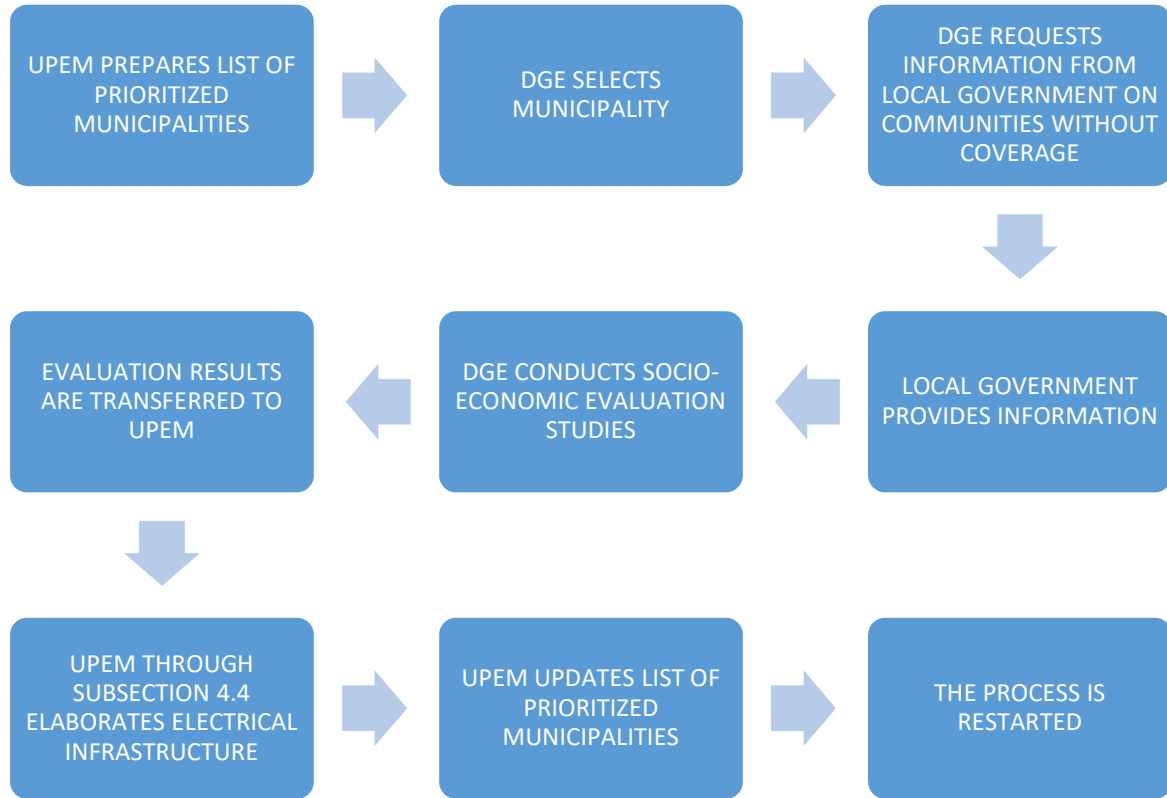 UPEM PREPARES LIST OF
PRIORITIZED
MUNICIPALITIES
DGE SELECTS
MUNICIPALITY
DGE REQUESTS
INFORMATION FROM
LOCAL GOVERNMENT ON
COMMUNITIES WITHOUT
COVERAGE
LOCAL GOVERNMENT
PROVIDES INFORMATION
DGE CONDUCTS SOCIO-
ECONOMIC EVALUATION
STUDIES
EVALUATION RESULTS
ARE TRANSFERRED TO
UPEM
UPEM THROUGH
SUBSECTION 4.4
ELABORATES ELECTRICAL
INFRASTRUCTURE
UPEM UPDATES LIST OF
PRIORITIZED
MUNICIPALITIES
THE PROCESS IS
RESTARTED